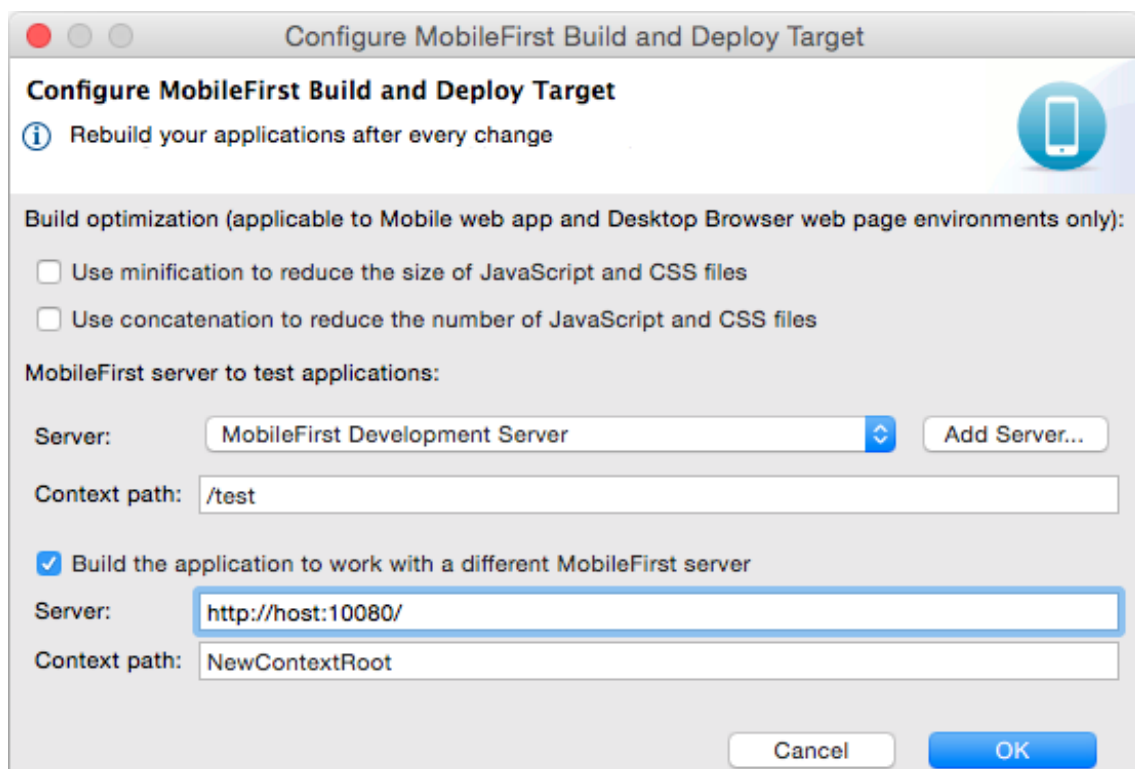 Configure MobileFirst Build and Deploy Target
Configure MobileFirst Build and Deploy Target
Rebuild your applications after every change
Build optimization (applicable to Mobile web app and Desktop Browser web page environments only):
Use minification to reduce the size of JavaScript and CSS files
Use concatenation to reduce the number of JavaScript and CSS files
MobileFirst server to test applications:
Server: MobileFirst Development Server Add Server...
Context path: /test
Build the application to work with a different MobileFirst server
Server: http://host:10080/
Context path: NewContextRoot
Cancel OK